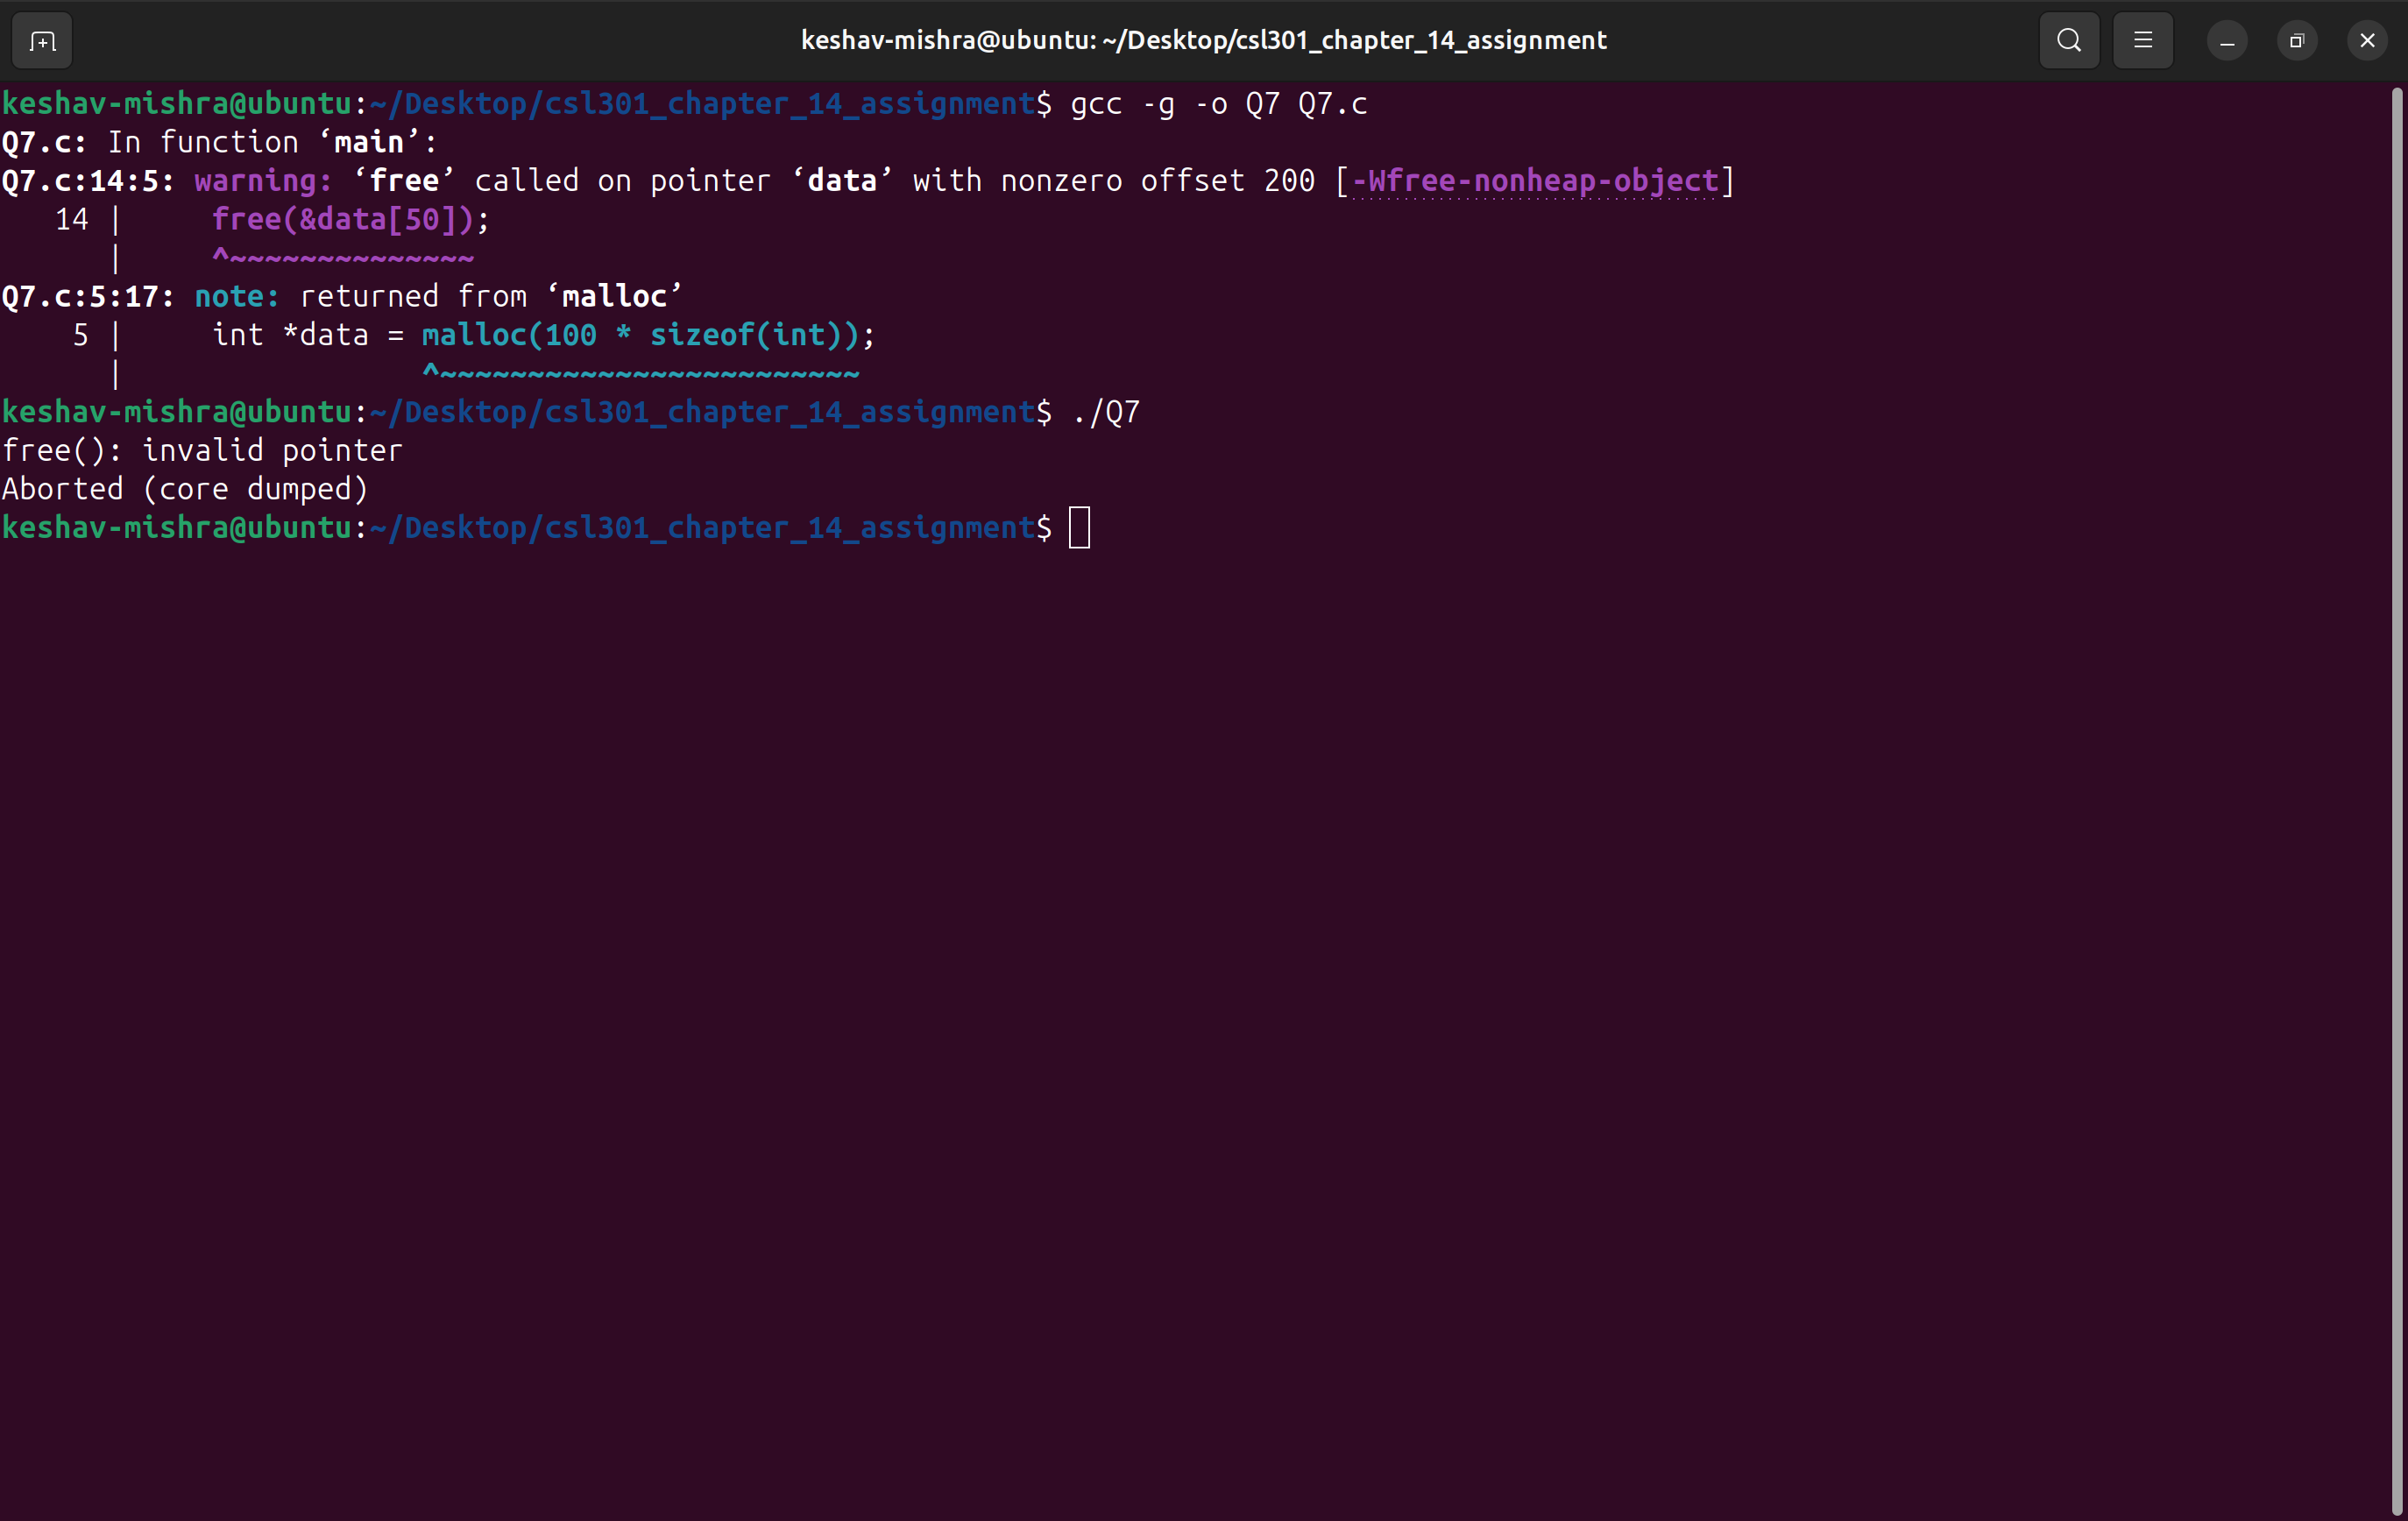 keshav-mishra@ubuntu: ~/Desktop/csl301_chapter_14_assignment
keshav-mishra@ubuntu:~/Desktop/csl301_chapter_14_assignment$ gcc -g -o Q7 Q7.c
Q7.c: In function ‘main’:
Q7.c:14:5: warning: ‘free’ called on pointer ‘data’ with nonzero offset 200 [-Wfree-nonheap-object]
   14 |     free(&data[50]);
      |     ^~~~~~~~~~~~~~~
Q7.c:5:17: note: returned from ‘malloc’
    5 |     int *data = malloc(100 * sizeof(int));
      |                 ^~~~~~~~~~~~~~~~~~~~~~~~~
keshav-mishra@ubuntu:~/Desktop/csl301_chapter_14_assignment$ ./Q7
free(): invalid pointer
Aborted (core dumped)
keshav-mishra@ubuntu:~/Desktop/csl301_chapter_14_assignment$